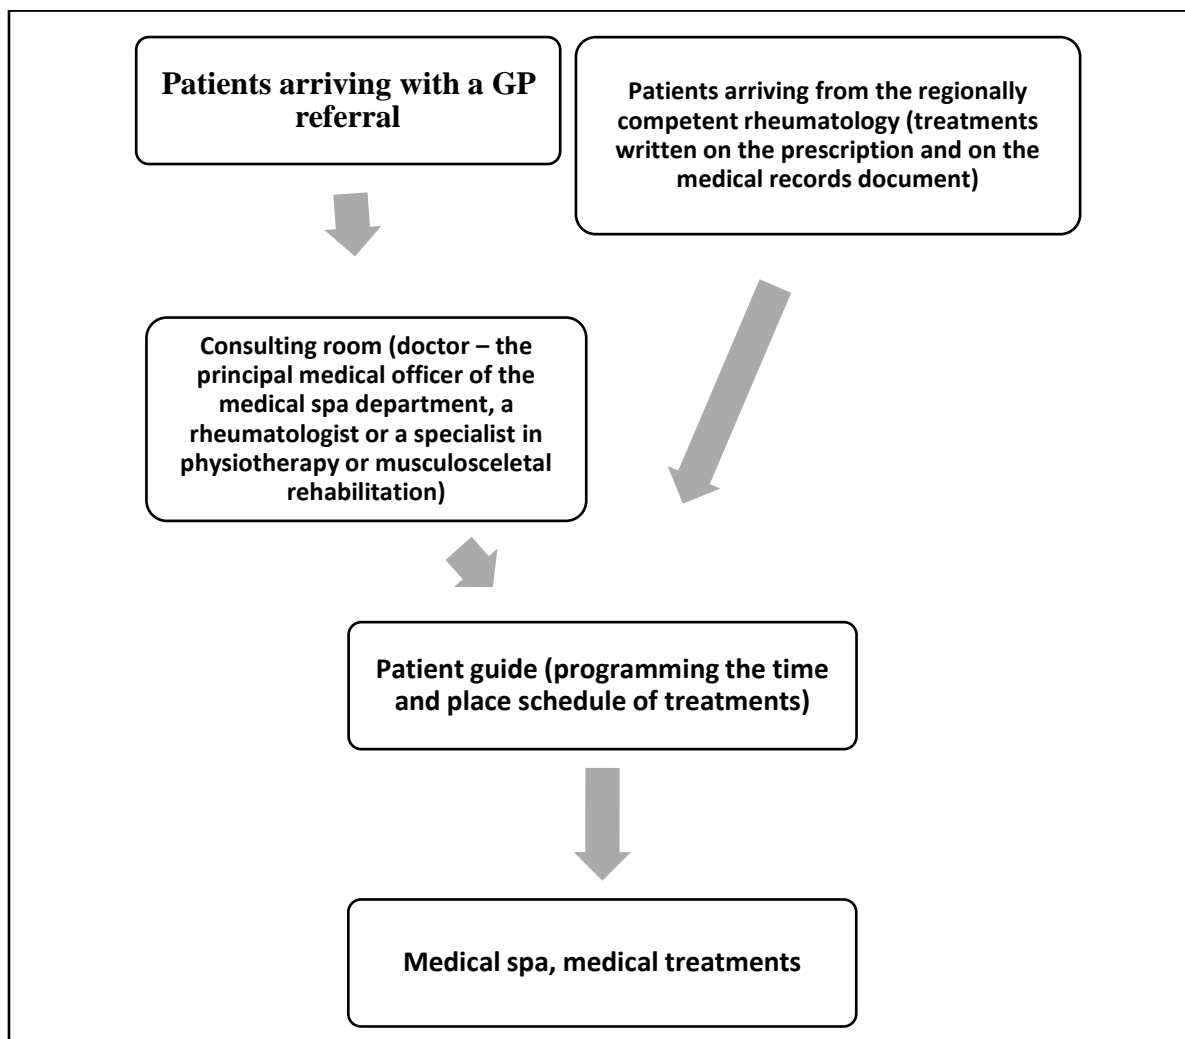 Patients arriving with a GP
referral
Patients arriving from the regionally
competent rheumatology (treatments
written on the prescription and on the
medical records document)
Consulting room (doctor – the
principal medical officer of the
medical spa department, a
rheumatologist or a specialist in
physiotherapy or musculosceletal
rehabilitation)
Patient guide (programming the time
and place schedule of treatments)
Medical spa, medical treatments